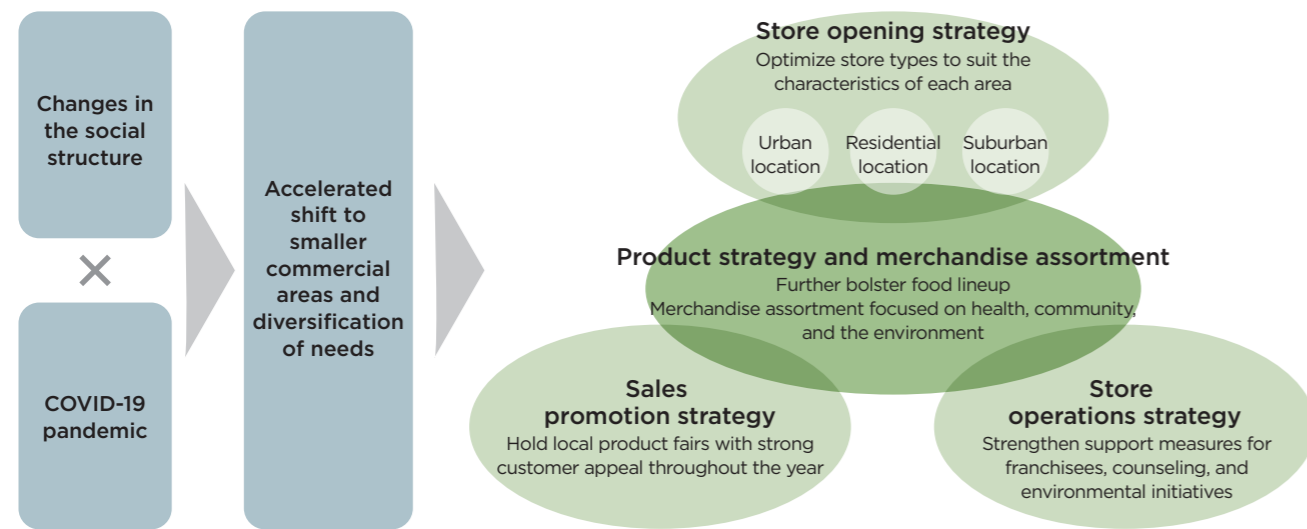 Changes in
the social
structure
×
COVID-19
pandemic
Accelerated
shift to
smaller
commercial
areas and
diversification
of needs
Store opening strategy
Optimize store types to suit the
characteristics of each area
Urban
location
Residential
location
Suburban
location
Product strategy and merchandise assortment
Further bolster food lineup
Merchandise assortment focused on health, community,
and the environment
Sales
promotion strategy
Hold local product fairs with strong
customer appeal throughout the year
Store
operations strategy
Strengthen support measures for
franchisees, counseling, and
environmental initiatives